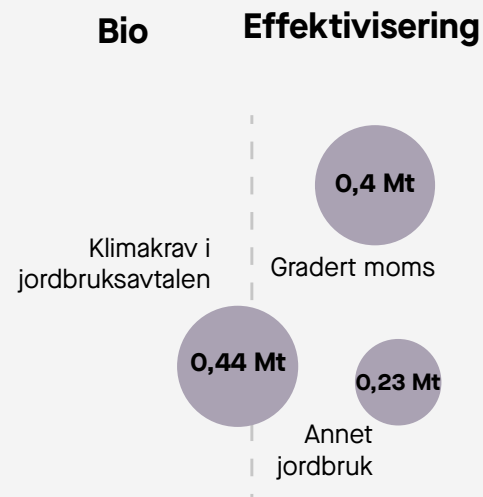 Bio
Effektivisering
0,4 Mt
Gradert moms
Klimakrav i
jordbruksavtalen
0,44 Mt
0,23 Mt
Annet
jordbruk